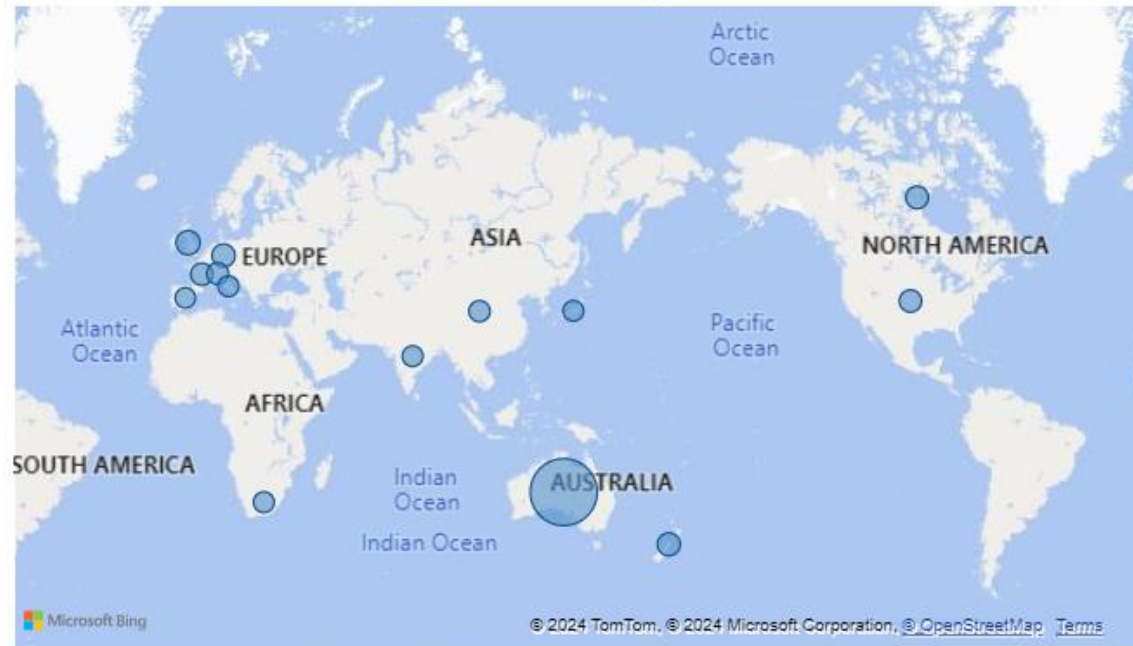 Arctic
Ocean
ASIA
NORTH AMERICA
EUROPE
Atlantic
Ocean
Pacific
Ocean
AFRICA
SOUTH AMERICA
Indian
Ocean
AUSTRALIA
Indian Ocean
Microsoft Bing
© 2024 TomTom, © 2024 Microsoft Corporation, © OpenStreetMap Terms